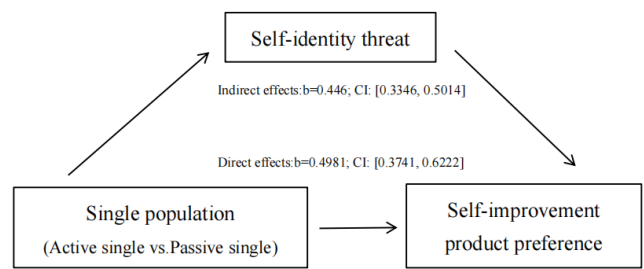 Self-identity threat
Indirect effects:b=0.446; CI: [0.3346, 0.5014]
Direct effects:b=0.4981; CI: [0.3741, 0.6222]
Single population
(Active single vs.Passive single)
Self-improvement
product preference